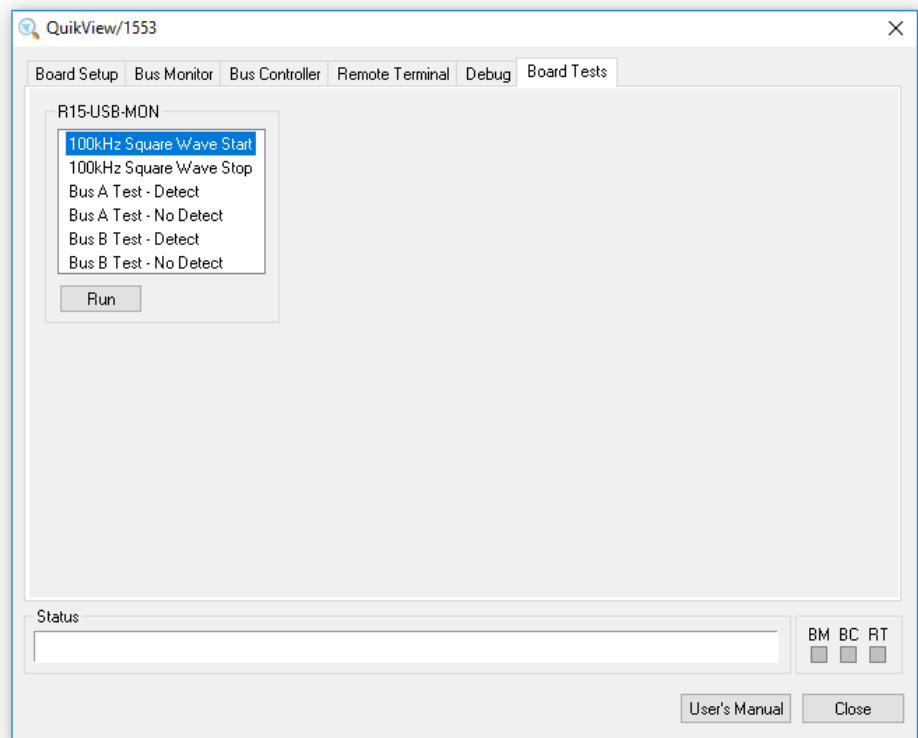 QuikView/1553
Board Setup Bus Monitor Bus Controller Remote Terminal Debug Board Tests
R15-USB-MON
100kHz Square Wave Start
100kHz Square Wave Stop
Bus A Test - Detect
Bus A Test - No Detect
Bus B Test - Detect
Bus B Test - No Detect
Run
Status
BM BC RT
User's Manual Close